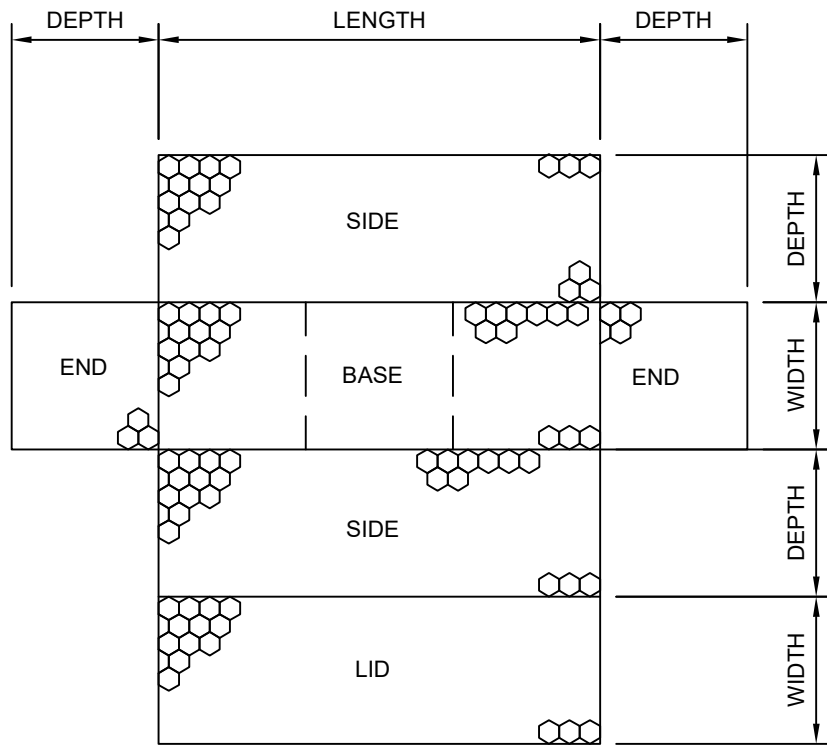 DEPTH LENGTH DEPTH
SIDE
DEPTH
END BASE END
WIDTH
SIDE
DEPTH
LID
WIDTH